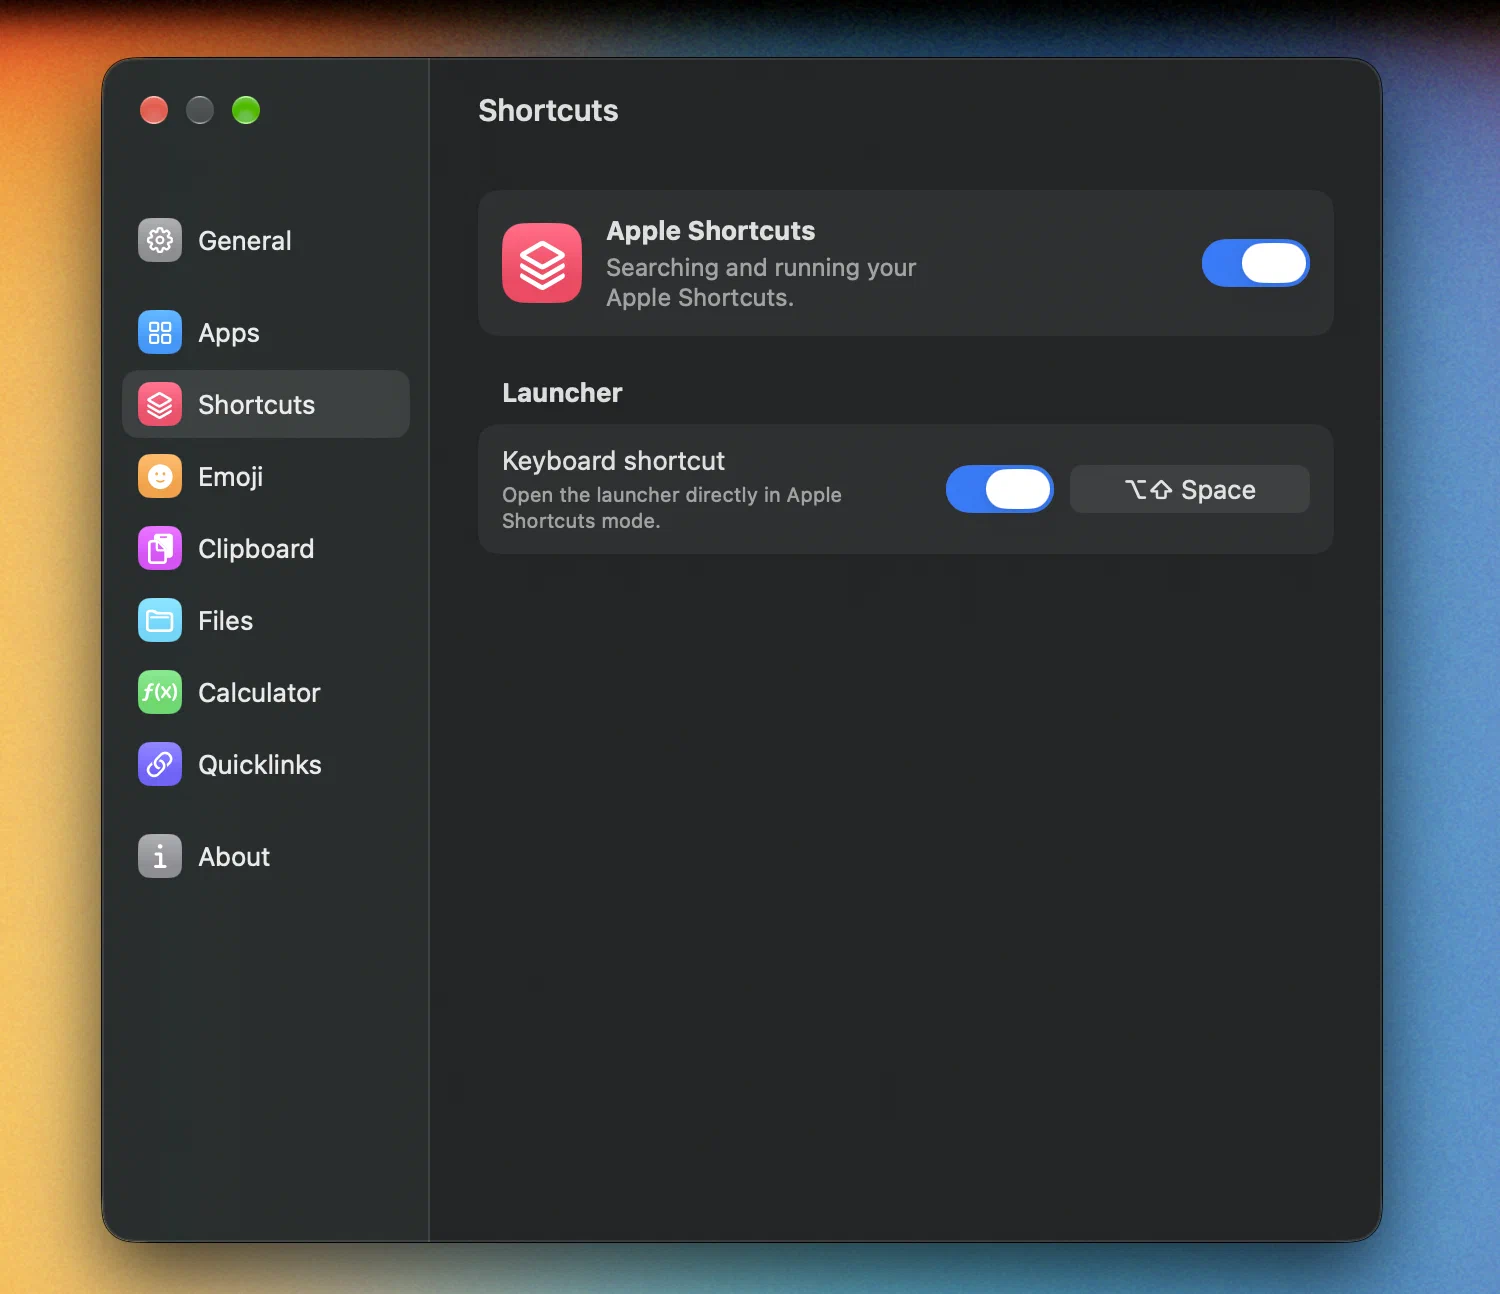 Shortcuts
General
Apps
Shortcuts
Emoji
Clipboard
Files
f(x) Calculator
Quicklinks
i About
Apple Shortcuts
Searching and running your
Apple Shortcuts.
Launcher
Keyboard shortcut
Open the launcher directly in Apple
Shortcuts mode.
⌥⇧ Space